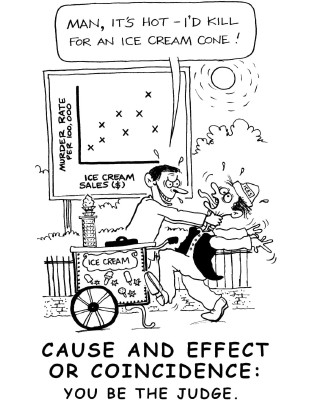 MAN, IT'S HOT - I'D KILL
FOR AN ICE CREAM CONE!
MURDER RATE
PER 100,000
ICE CREAM
SALES ($)
ICE CREAM
CAUSE AND EFFECT
OR COINCIDENCE:
YOU BE THE JUDGE.